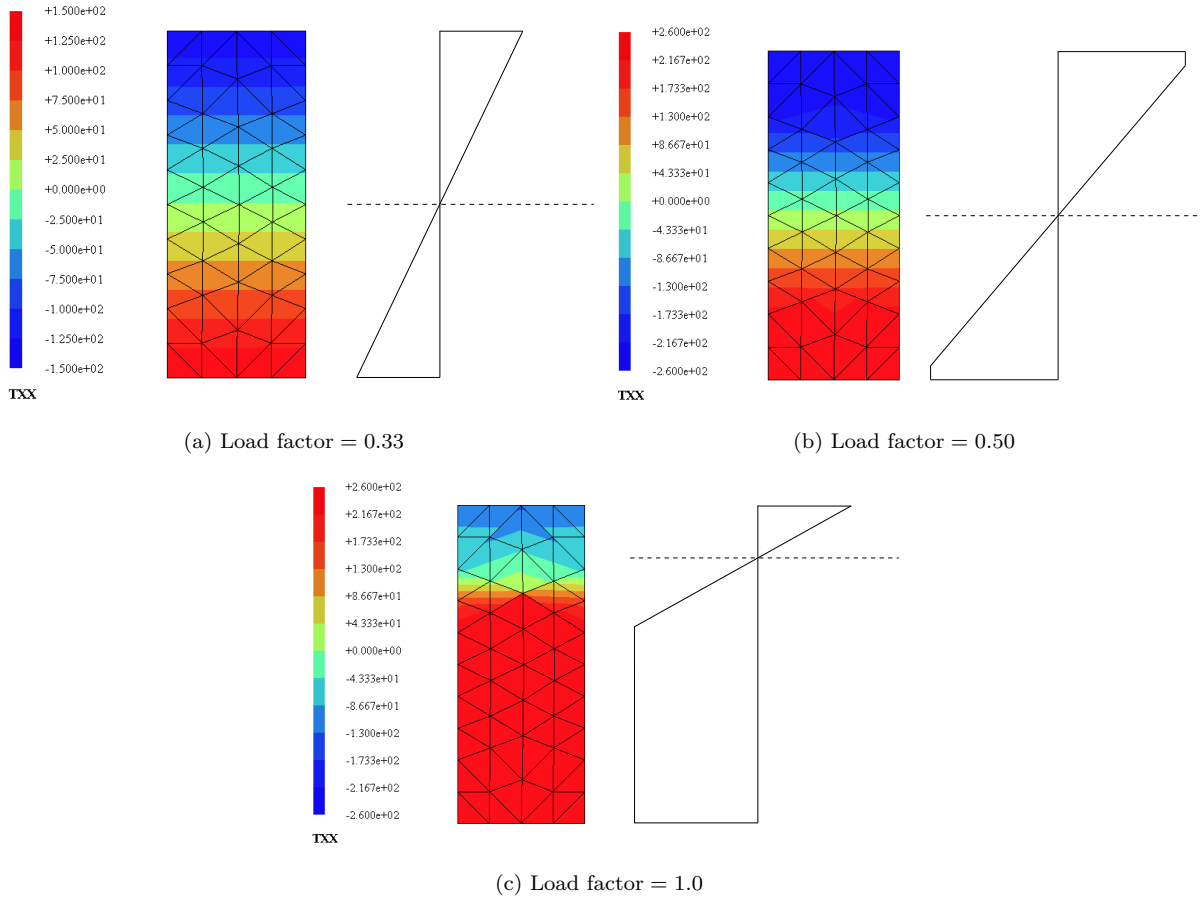 +1.500e+02
+1.250e+02
+1.000e+02
+7.500e+01
+5.000e+01
+2.500e+01
+0.000e+00
-2.500e+01
-5.000e+01
-7.500e+01
-1.000e+02
-1.250e+02
-1.500e+02
TXX
(a) Load factor = 0.33
+2.600e+02
+2.167e+02
+1.733e+02
+1.300e+02
+8.667e+01
+4.333e+01
+0.000e+00
-4.333e+01
-8.667e+01
-1.300e+02
-1.733e+02
-2.167e+02
-2.600e+02
TXX
(b) Load factor = 0.50
+2.600e+02
+2.167e+02
+1.733e+02
+1.300e+02
+8.667e+01
+4.333e+01
+0.000e+00
-4.333e+01
-8.667e+01
-1.300e+02
-1.733e+02
-2.167e+02
-2.600e+02
TXX
(c) Load factor = 1.0